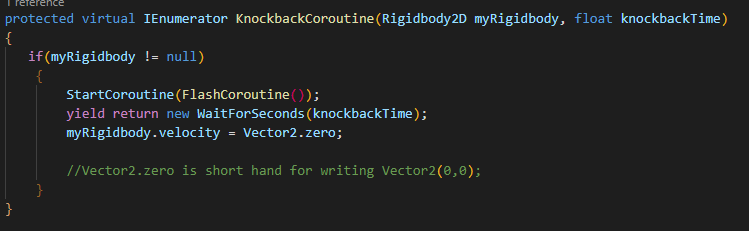 1 reference
protected virtual IEnumerator KnockbackCoroutine(Rigidbody2D myRigidbody, float knockbackTime)
{
if(myRigidbody != null)
{
StartCoroutine(FlashCoroutine());
yield return new WaitForSeconds(knockbackTime);
myRigidbody.velocity = Vector2.zero;
//Vector2.zero is short hand for writing Vector2(0,0);
}
}